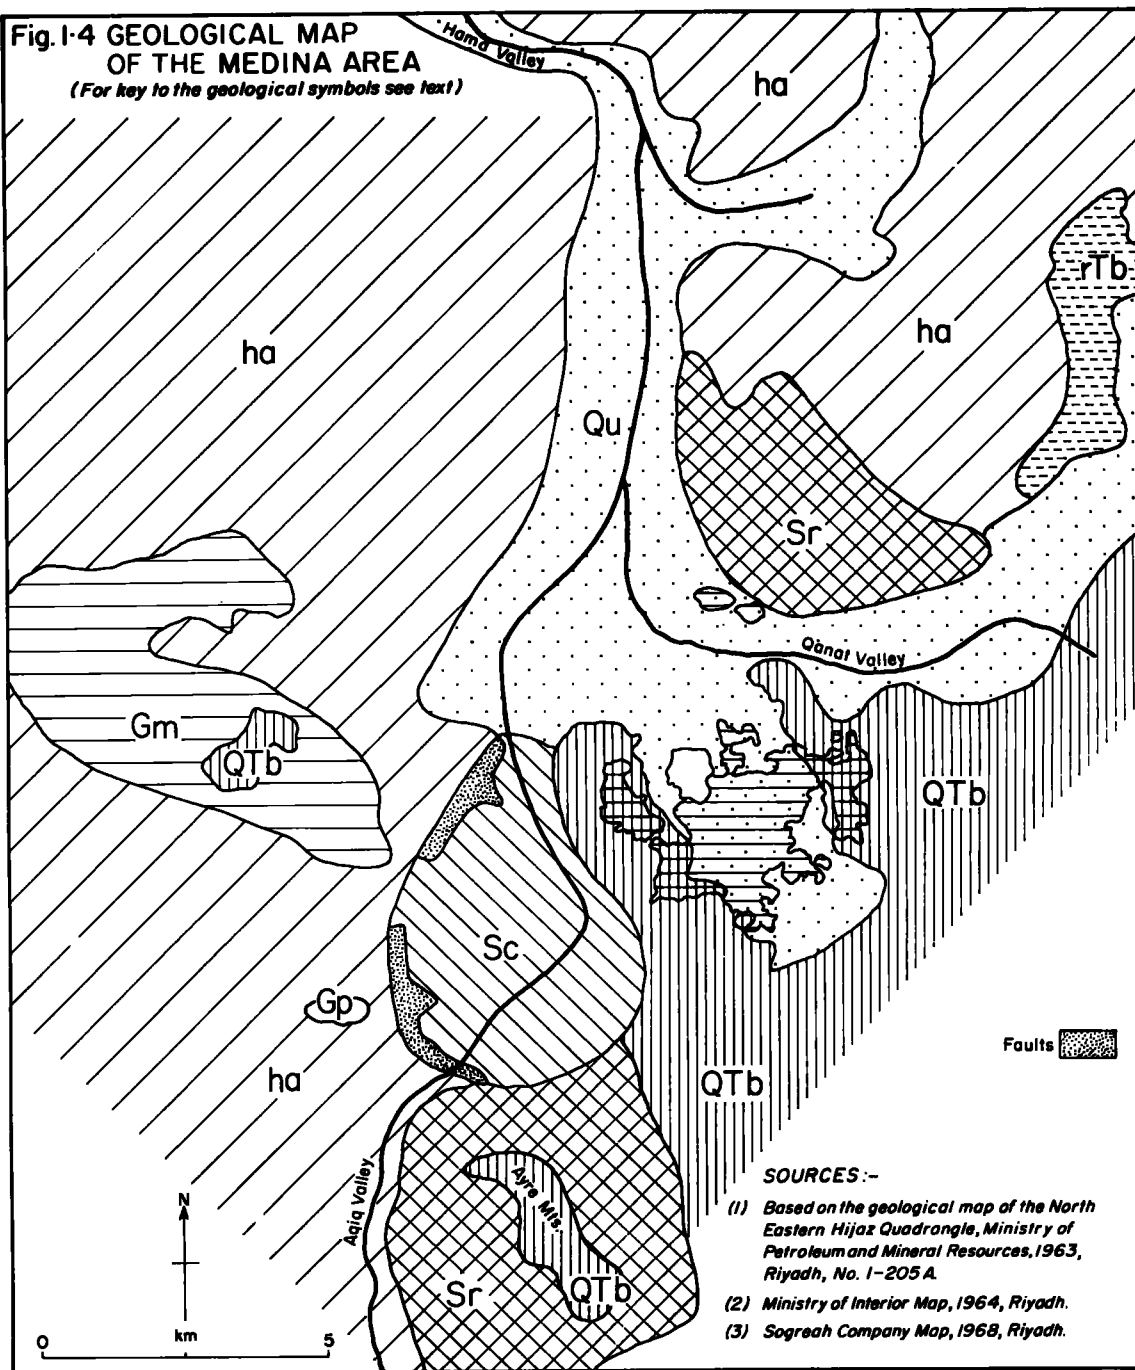 Fig. 1·4 GEOLOGICAL MAP
OF THE MEDINA AREA
(For key to the geological symbols see text)
Hamd Valley
ha
rTb
ha
ha
Qu
Sr
Qanat Valley
Gm
QTb
QTb
Sc
Gp
Faults
ha
QTb
Aqiq Valley
Ayre Mts.
Sr
QTb
N
0 km 5
SOURCES:-
(1) Based on the geological map of the North
Eastern Hijaz Quadrangle, Ministry of
Petroleum and Mineral Resources, 1963,
Riyadh, No. 1-205 A.
(2) Ministry of Interior Map, 1964, Riyadh.
(3) Sogreah Company Map, 1968, Riyadh.